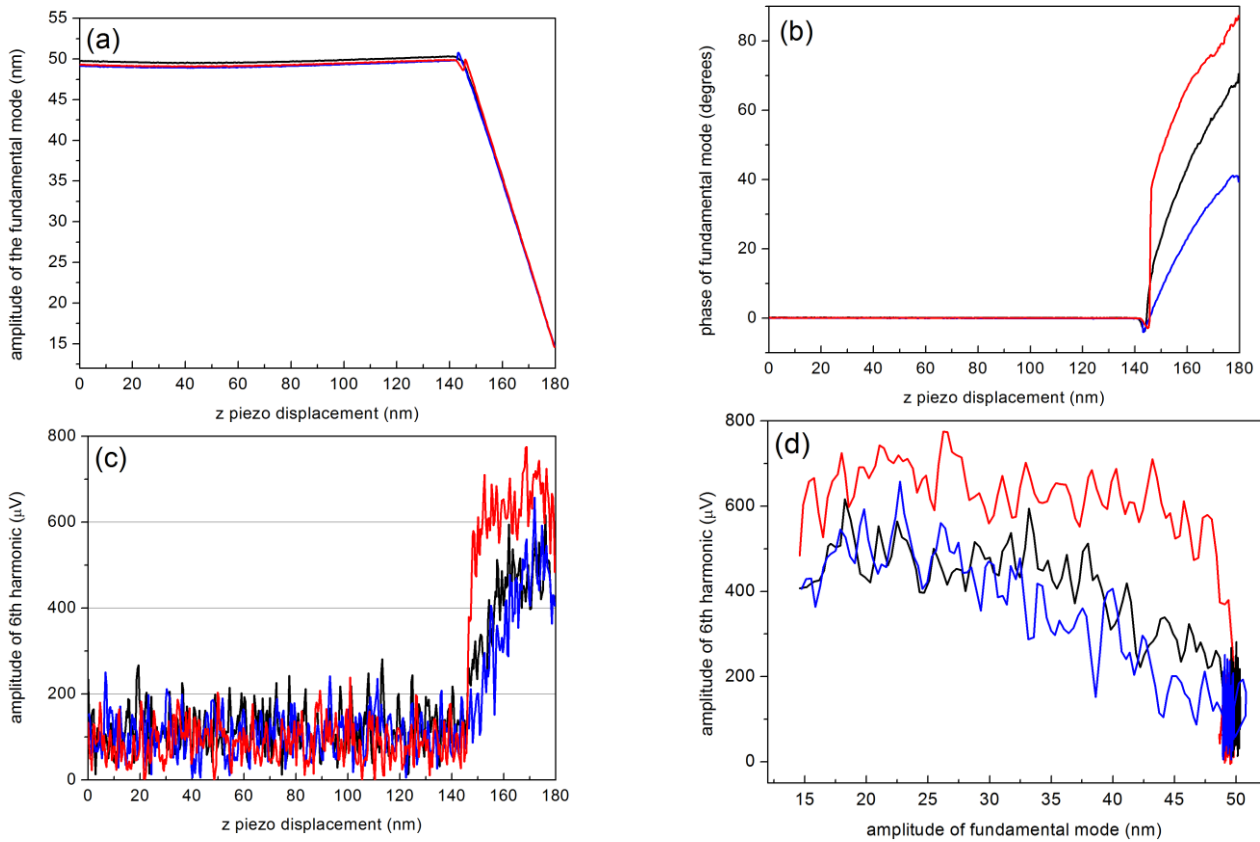 (a)
amplitude of the fundamental mode (nm)
55
50
45
40
35
30
25
20
15
0 20 40 60 80 100 120 140 160 180
z piezo displacement (nm)
(b)
phase of fundamental mode (degrees)
80
60
40
20
0
0 20 40 60 80 100 120 140 160 180
z piezo displacement (nm)
(c)
amplitude of 6th harmonic (μV)
800
600
400
200
0
0 20 40 60 80 100 120 140 160 180
z piezo displacement (nm)
(d)
amplitude of 6th harmonic (μV)
800
600
400
200
0
15 20 25 30 35 40 45 50
amplitude of fundamental mode (nm)